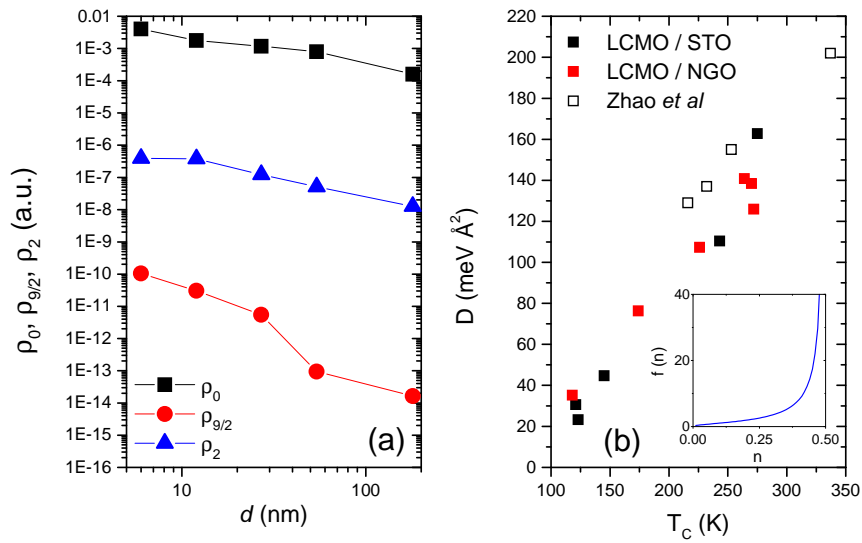 0.01
1E-3
1E-4
1E-5
1E-6
1E-7
1E-8
1E-9
1E-10
1E-11
1E-12
1E-13
1E-14
1E-15
1E-16
ρ₀, ρ₉/₂, ρ₂ (a.u.)
ρ₀
ρ₉/₂
ρ₂
(a)
10
100
d (nm)
220
200
180
160
140
120
100
80
60
40
20
0
D (meV Å²)
LCMO / STO
LCMO / NGO
Zhao et al
40
20
0
f (n)
0.00
0.25
0.50
n
(b)
100
150
200
250
300
350
T_C (K)